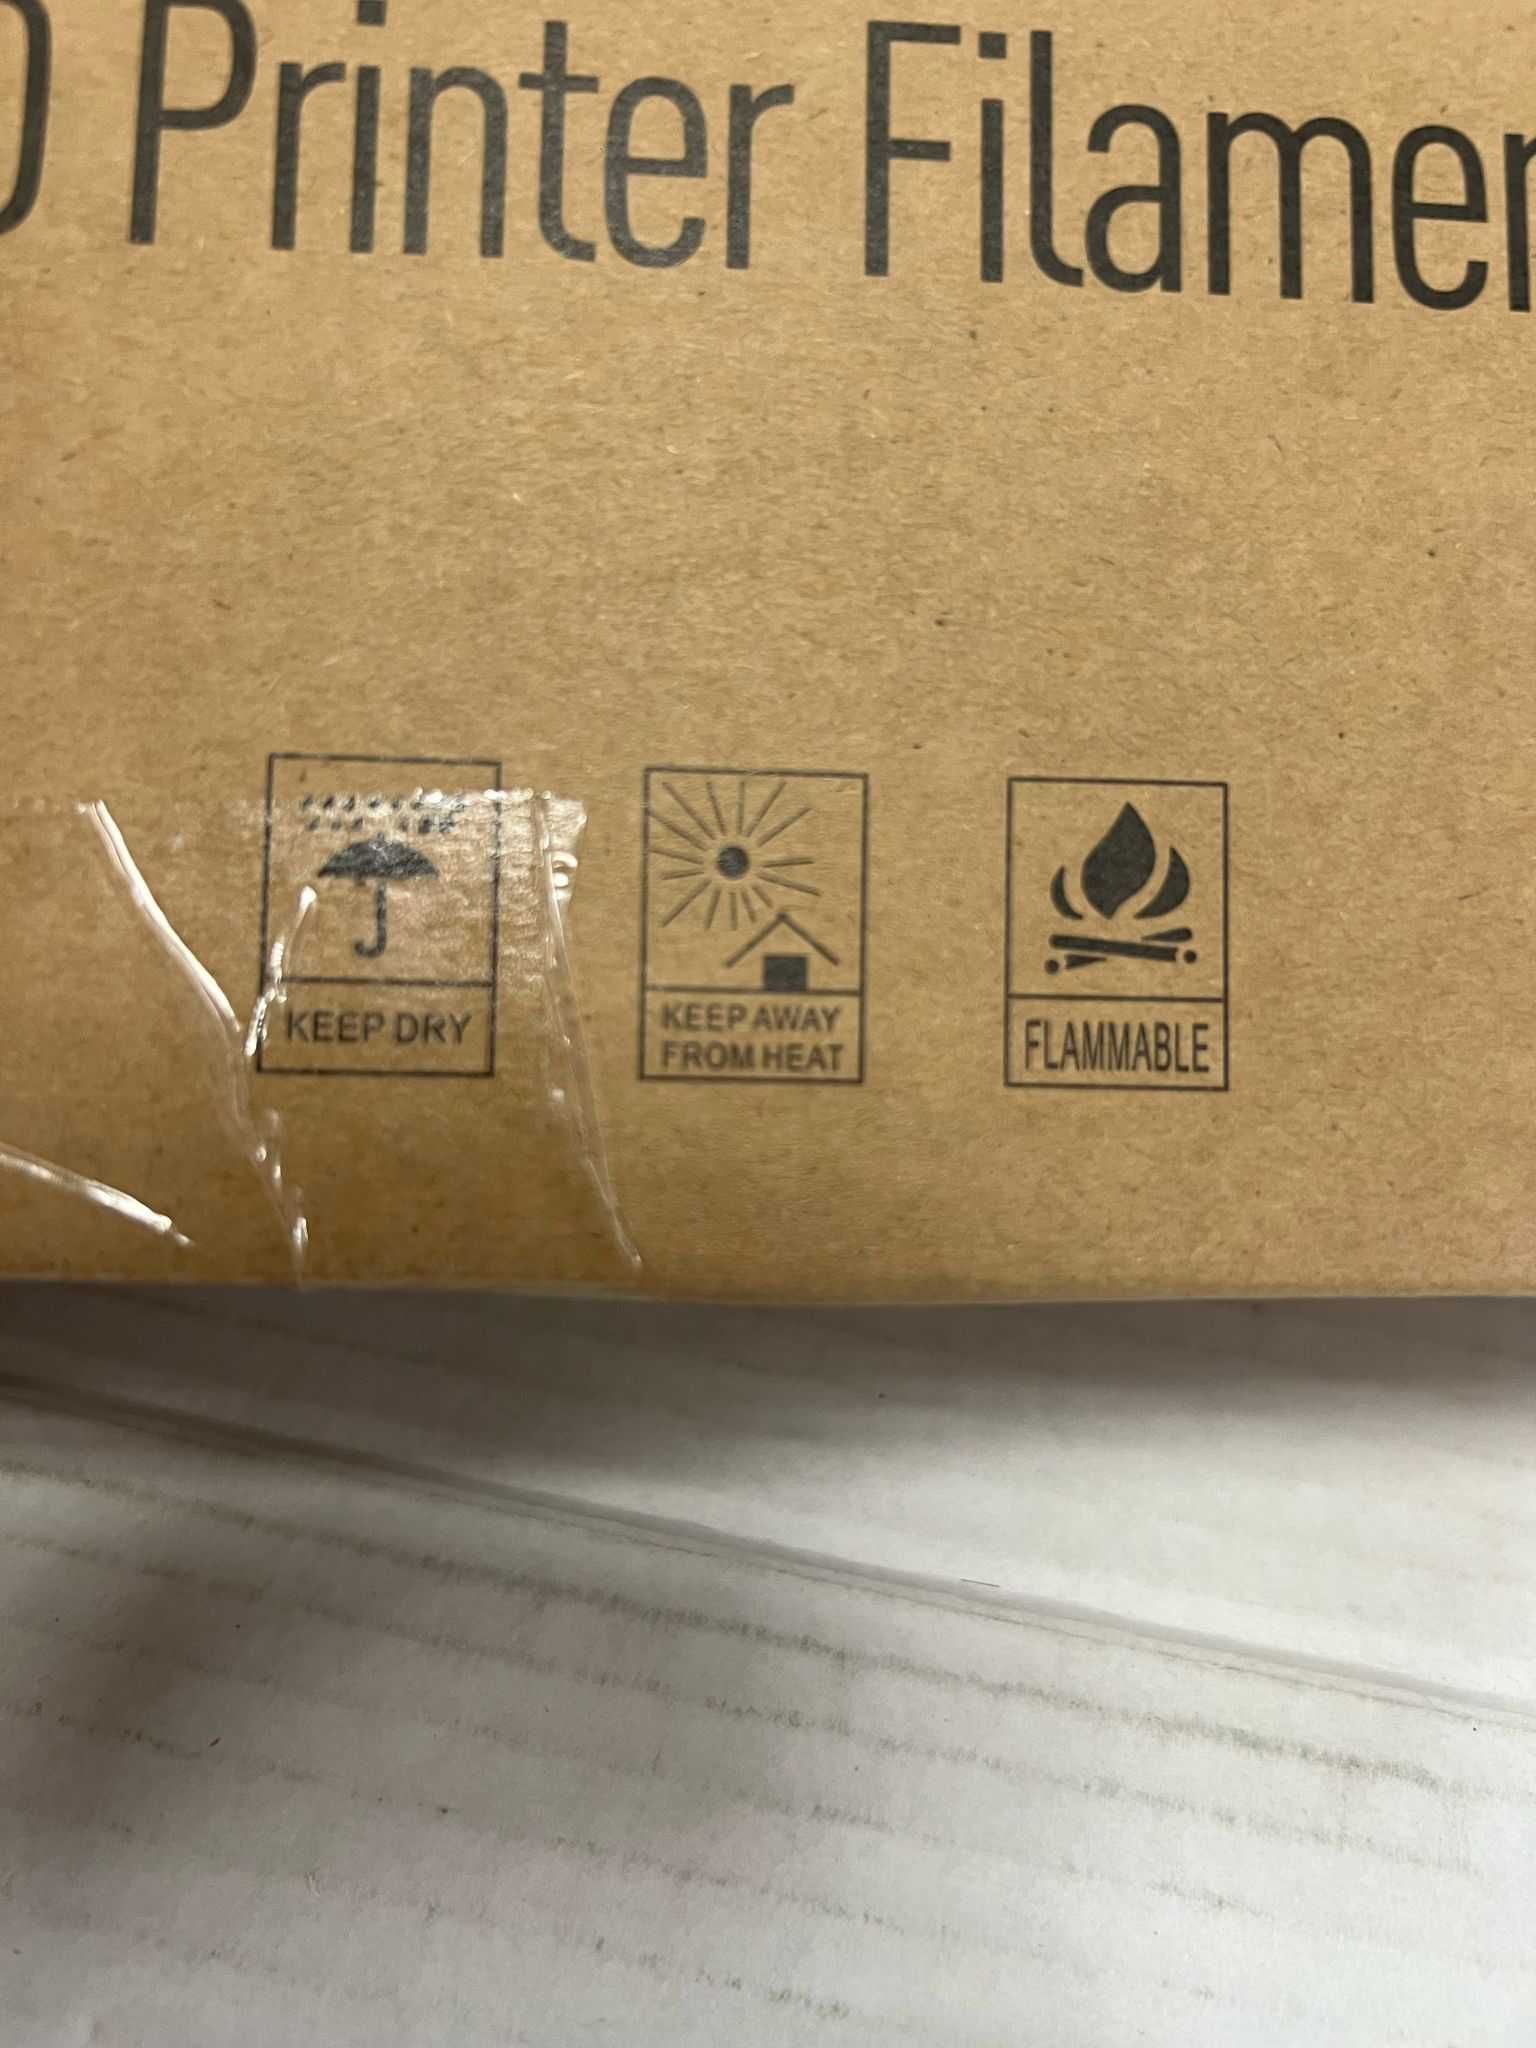 D Printer Filamen
KEEP DRY
KEEP AWAY
FROM HEAT
FLAMMABLE